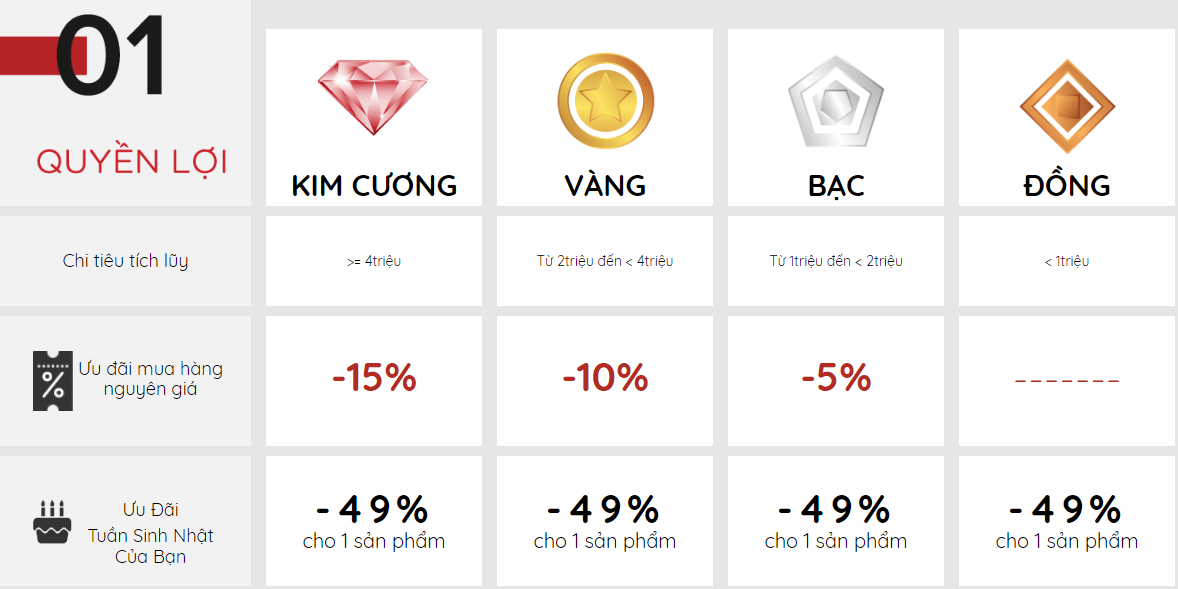 01
QUYỀN LỢI
KIM CƯƠNG
VÀNG
BẠC
ĐỒNG
Chi tiêu tích lũy
>= 4triệu
Từ 2triệu đến < 4triệu
Từ 1triệu đến < 2triệu
< 1triệu
%
Ưu đãi mua hàng
nguyên giá
-15%
-10%
-5%
-------
Ưu Đãi
Tuần Sinh Nhật
Của Bạn
-49%
cho 1 sản phẩm
-49%
cho 1 sản phẩm
-49%
cho 1 sản phẩm
-49%
cho 1 sản phẩm